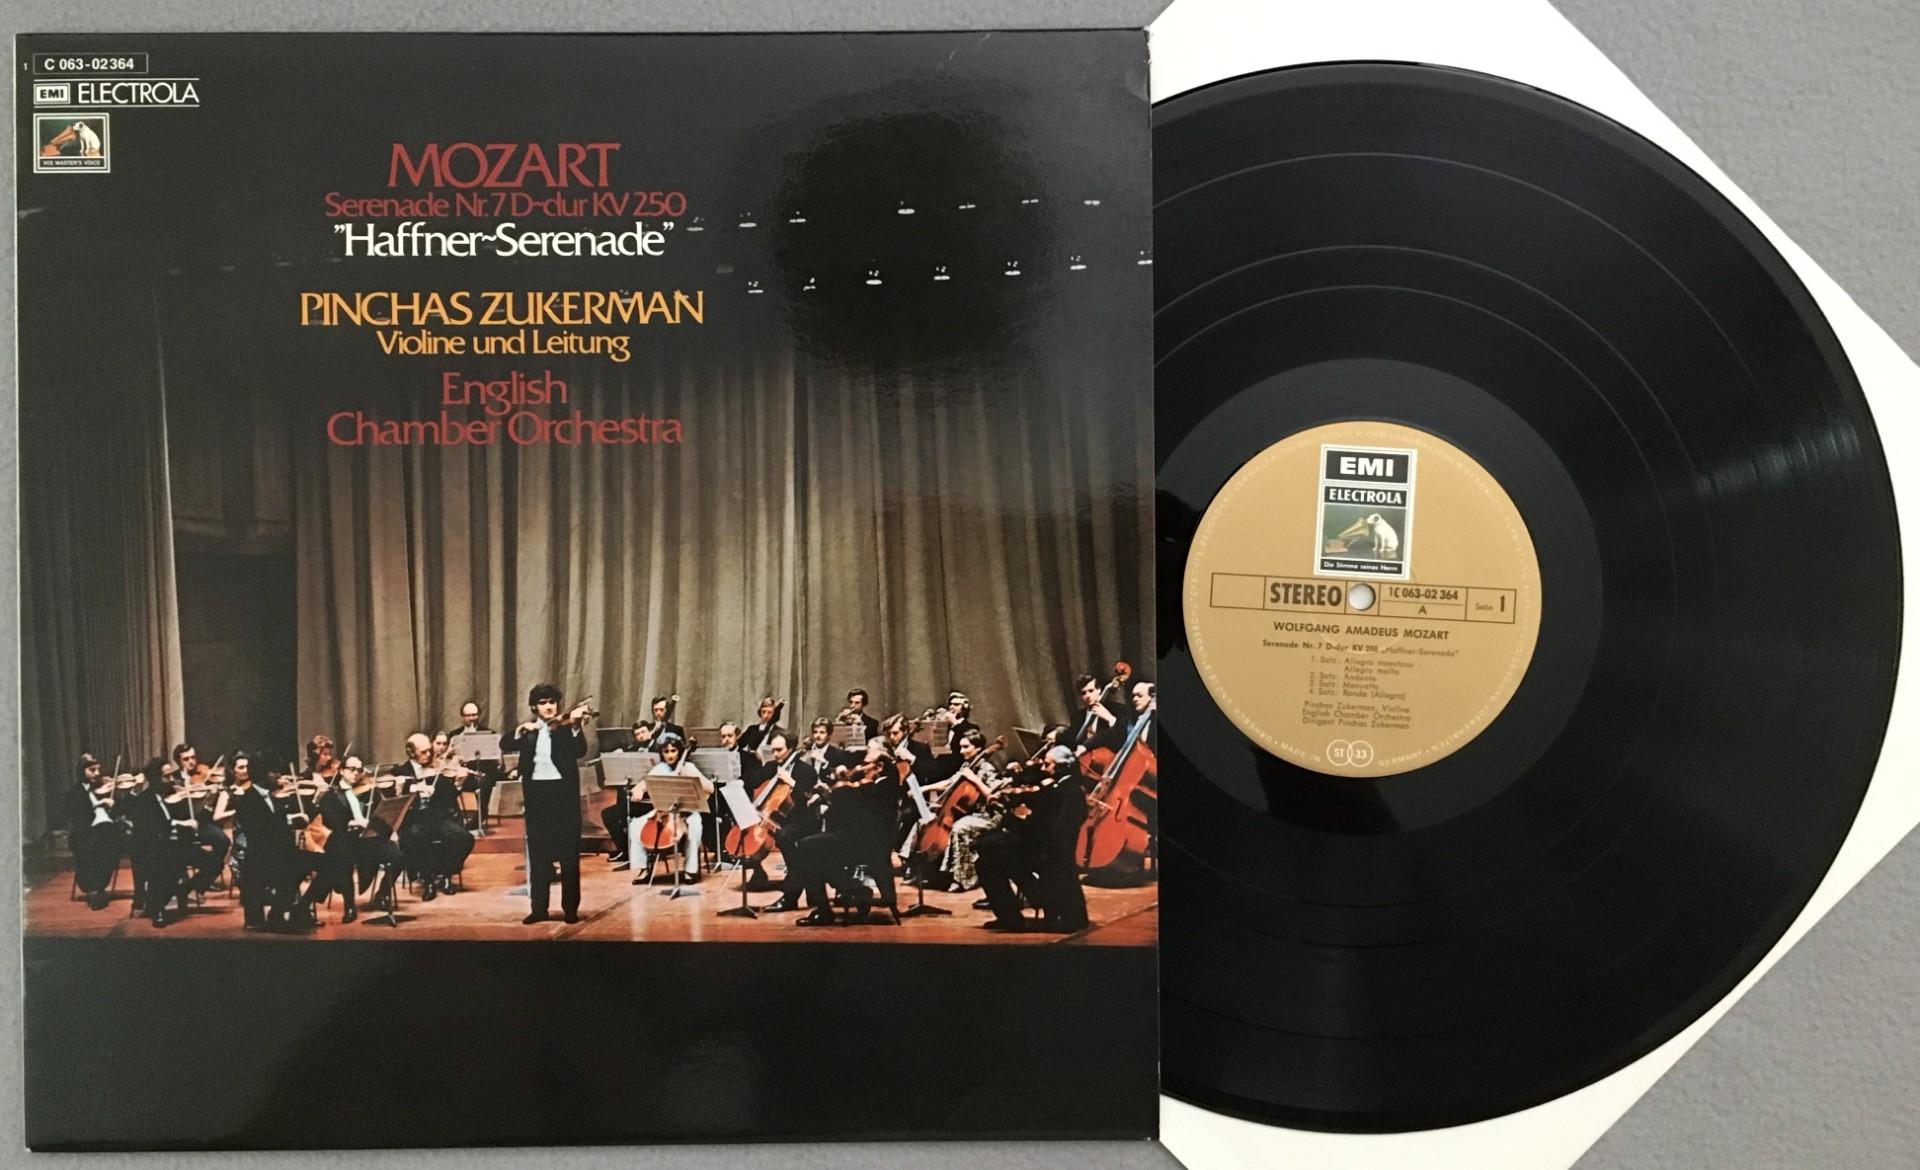 1 C 063-02364
EMI ELECTROLA
HIS MASTER'S VOICE
MOZART
Serenade Nr. 7 D-dur KV 250
"Haffner-Serenade"
PINCHAS ZUKERMAN
Violine und Leitung
English
Chamber Orchestra
EMI
ELECTROLA
Die Stimme seines Herrn
STEREO
1C 063-02 364
A
Seite 1
WOLFGANG AMADEUS MOZART
Serenade Nr. 7 D-dur KV 250 „Haffner-Serenade"
1. Satz: Allegro maestoso -
Allegro molto
2. Satz: Andante
3. Satz: Menuetto
4. Satz: Rondo (Allegro)
Pinchas Zukerman, Violine
English Chamber Orchestra
Dirigent Pinchas Zukerman
MADE IN GERMANY
ST 33